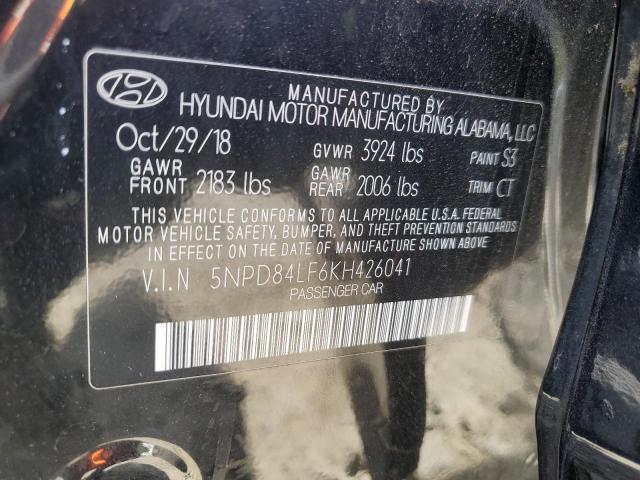 MANUFACTURED BY
HYUNDAI MOTOR MANUFACTURING ALABAMA, LLC
Oct/29/18 GVWR 3924 lbs PAINT S3
GAWR FRONT 2183 lbs GAWR REAR 2006 lbs TRIM CT
THIS VEHICLE CONFORMS TO ALL APPLICABLE U.S.A. FEDERAL
MOTOR VEHICLE SAFETY, BUMPER, AND THEFT PREVENTION STANDARDS
IN EFFECT ON THE DATE OF MANUFACTURE SHOWN ABOVE.
V.I.N 5NPD84LF6KH426041
PASSENGER CAR